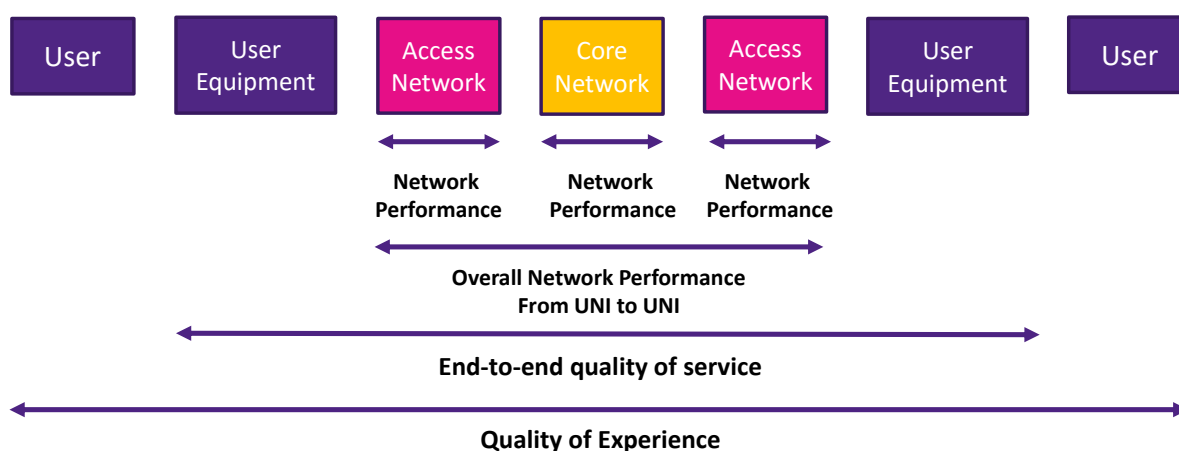 User
User
Equipment
Access
Network
Core
Network
Access
Network
User
Equipment
User
Network
Performance
Network
Performance
Network
Performance
Overall Network Performance
From UNI to UNI
End-to-end quality of service
Quality of Experience